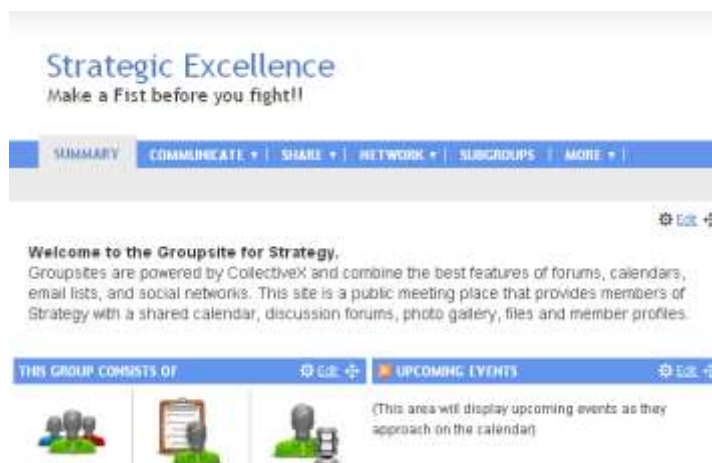 Strategic Excellence
Make a Fist before you fight!!
SUMMARY COMMUNICATE SHARE NETWORK SUBGROUPS MORE
Edit
Welcome to the Groupsite for Strategy.
Groupsites are powered by CollectiveX and combine the best features of forums, calendars,
email lists, and social networks. This site is a public meeting place that provides members of
Strategy with a shared calendar, discussion forums, photo gallery, files and member profiles.
THIS GROUP CONSISTS OF Edit
UPCOMING EVENTS Edit
(This area will display upcoming events as they
approach on the calendar)